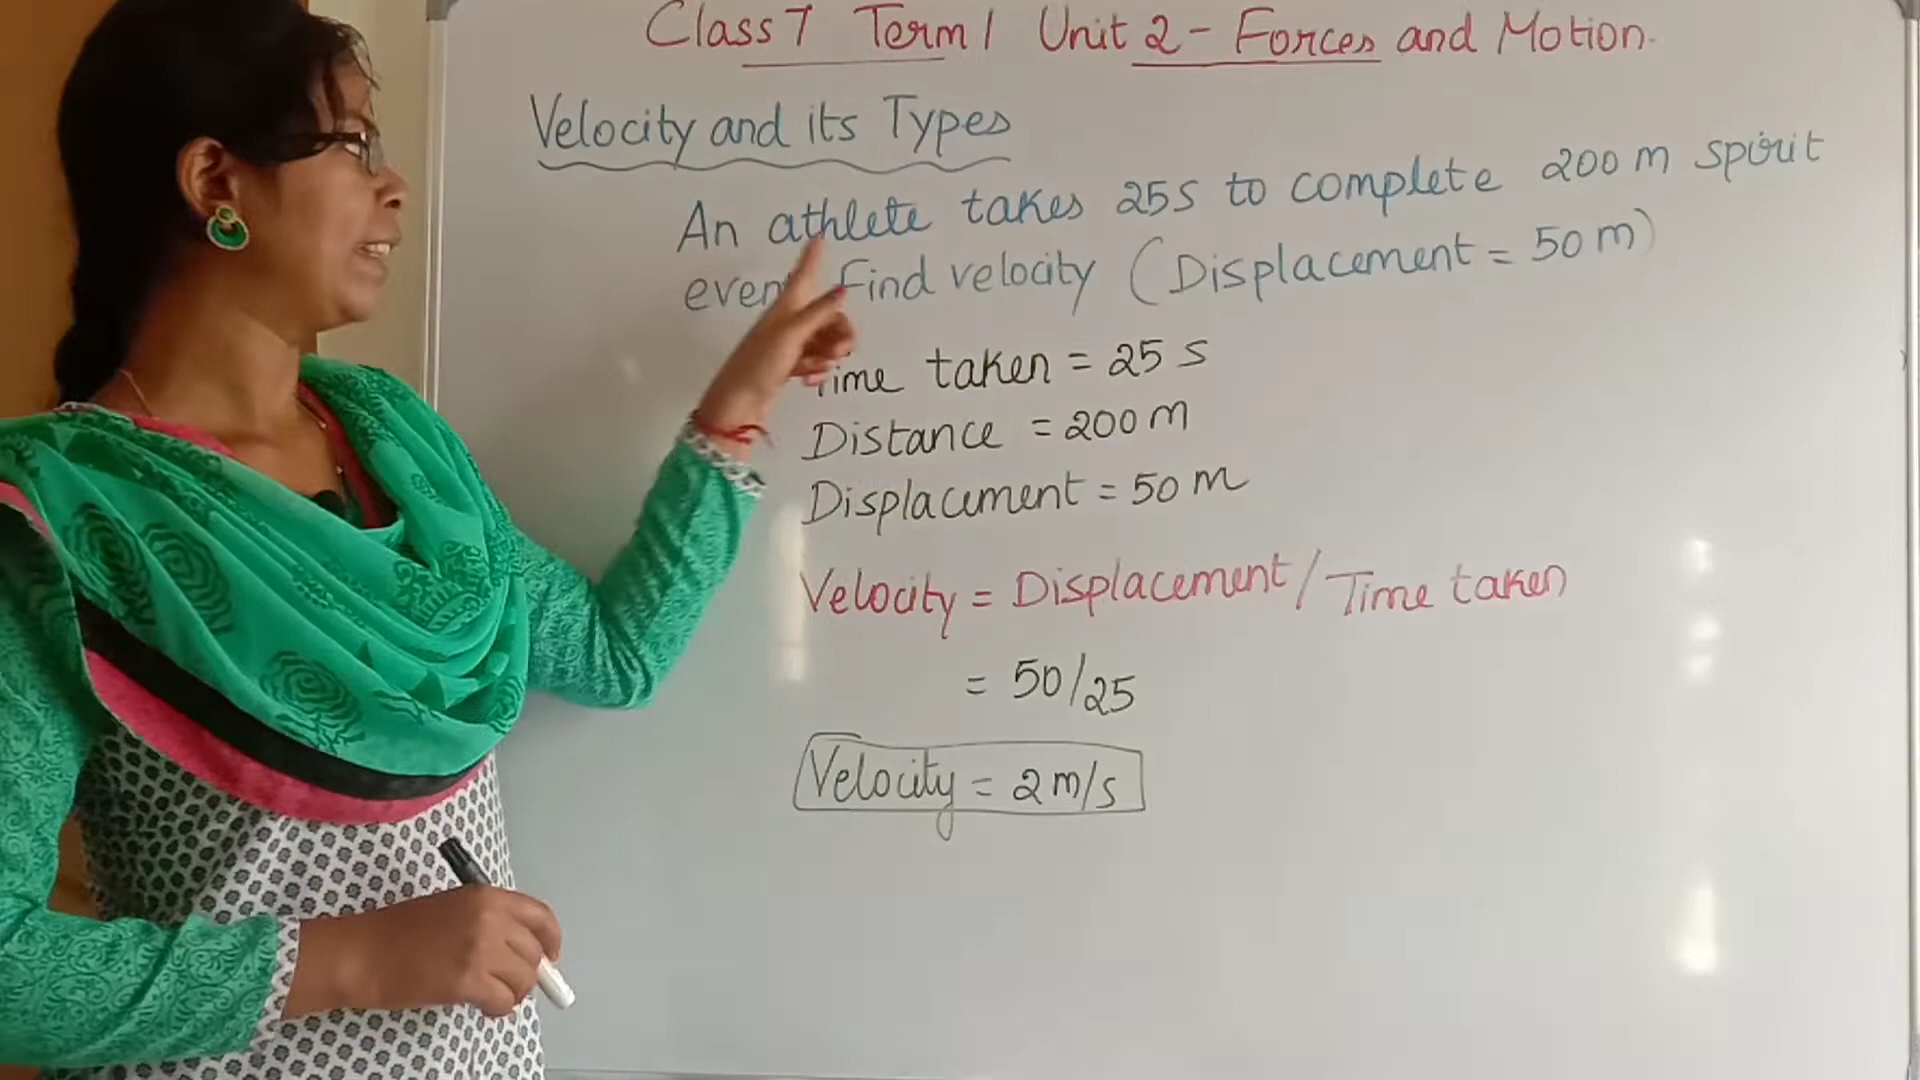 Class 7 Term 1 Unit 2 - Forces and Motion.
Velocity and its Types
An athlete takes 25s to complete 200 m spirit
Find velocity (Displacement = 50 m)
Time taken = 25 s
Distance = 200 m
Displacement = 50 m
Velocity = Displacement / Time taken
= 50/25
Velocity = 2 m/s